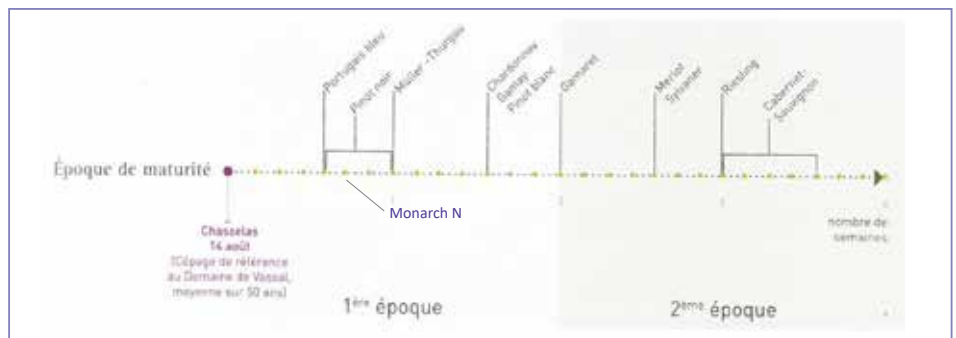 Portugais bleu
Pinot noir
Müller-Thurgau
Chardonnay
Gamay
Pinot blanc
Gamaret
Merlot
Sylvaner
Riesling
Cabernet-
Sauvignon
Époque de maturité
Monarch N
Chasselas
14 août
(Cépage de référence
au Domaine de Vassal,
moyenne sur 50 ans)
nombre de
semaines
1ère époque
2ème époque